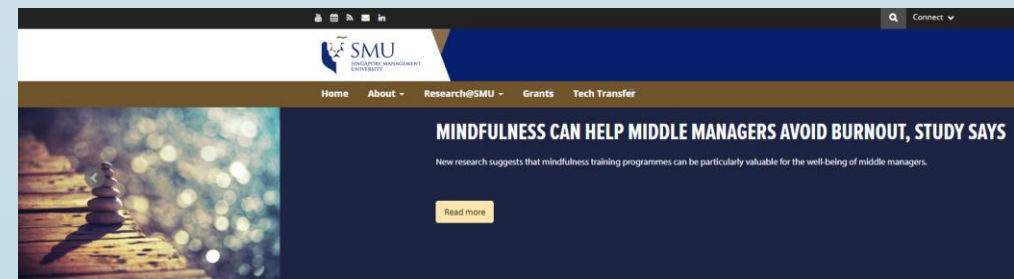 Connect
SMU
SINGAPORE MANAGEMENT
UNIVERSITY
Home About Research@SMU Grants Tech Transfer
MINDFULNESS CAN HELP MIDDLE MANAGERS AVOID BURNOUT, STUDY SAYS
New research suggests that mindfulness training programmes can be particularly valuable for the well-being of middle managers.
Read more